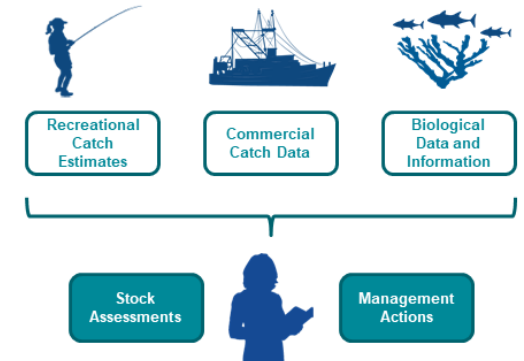 Recreational
Catch
Estimates
Commercial
Catch Data
Biological
Data and
Information
Stock
Assessments
Management
Actions